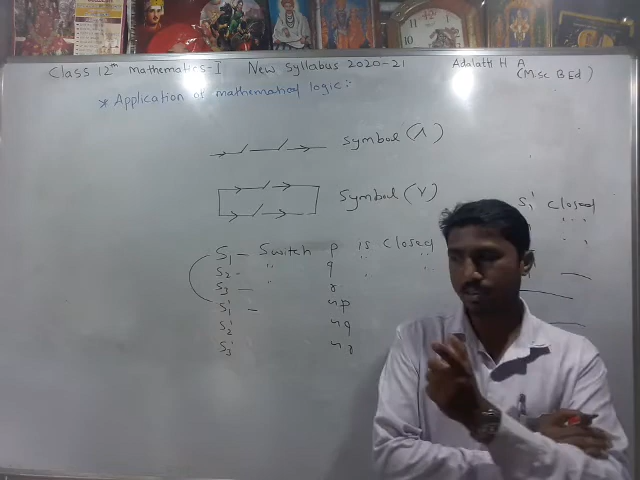 Class 12th Mathematics-I New Syllabus 2020-21 Adalath H A
(M.Sc B Ed)
* Application of mathematical logic:-
Symbol (∧)
Symbol (∨)
S1 - Switch p is closed
S2 - " q " "
S3 - " r
S1' - ~p
S2' ~q
S3' ~r
S1' closed